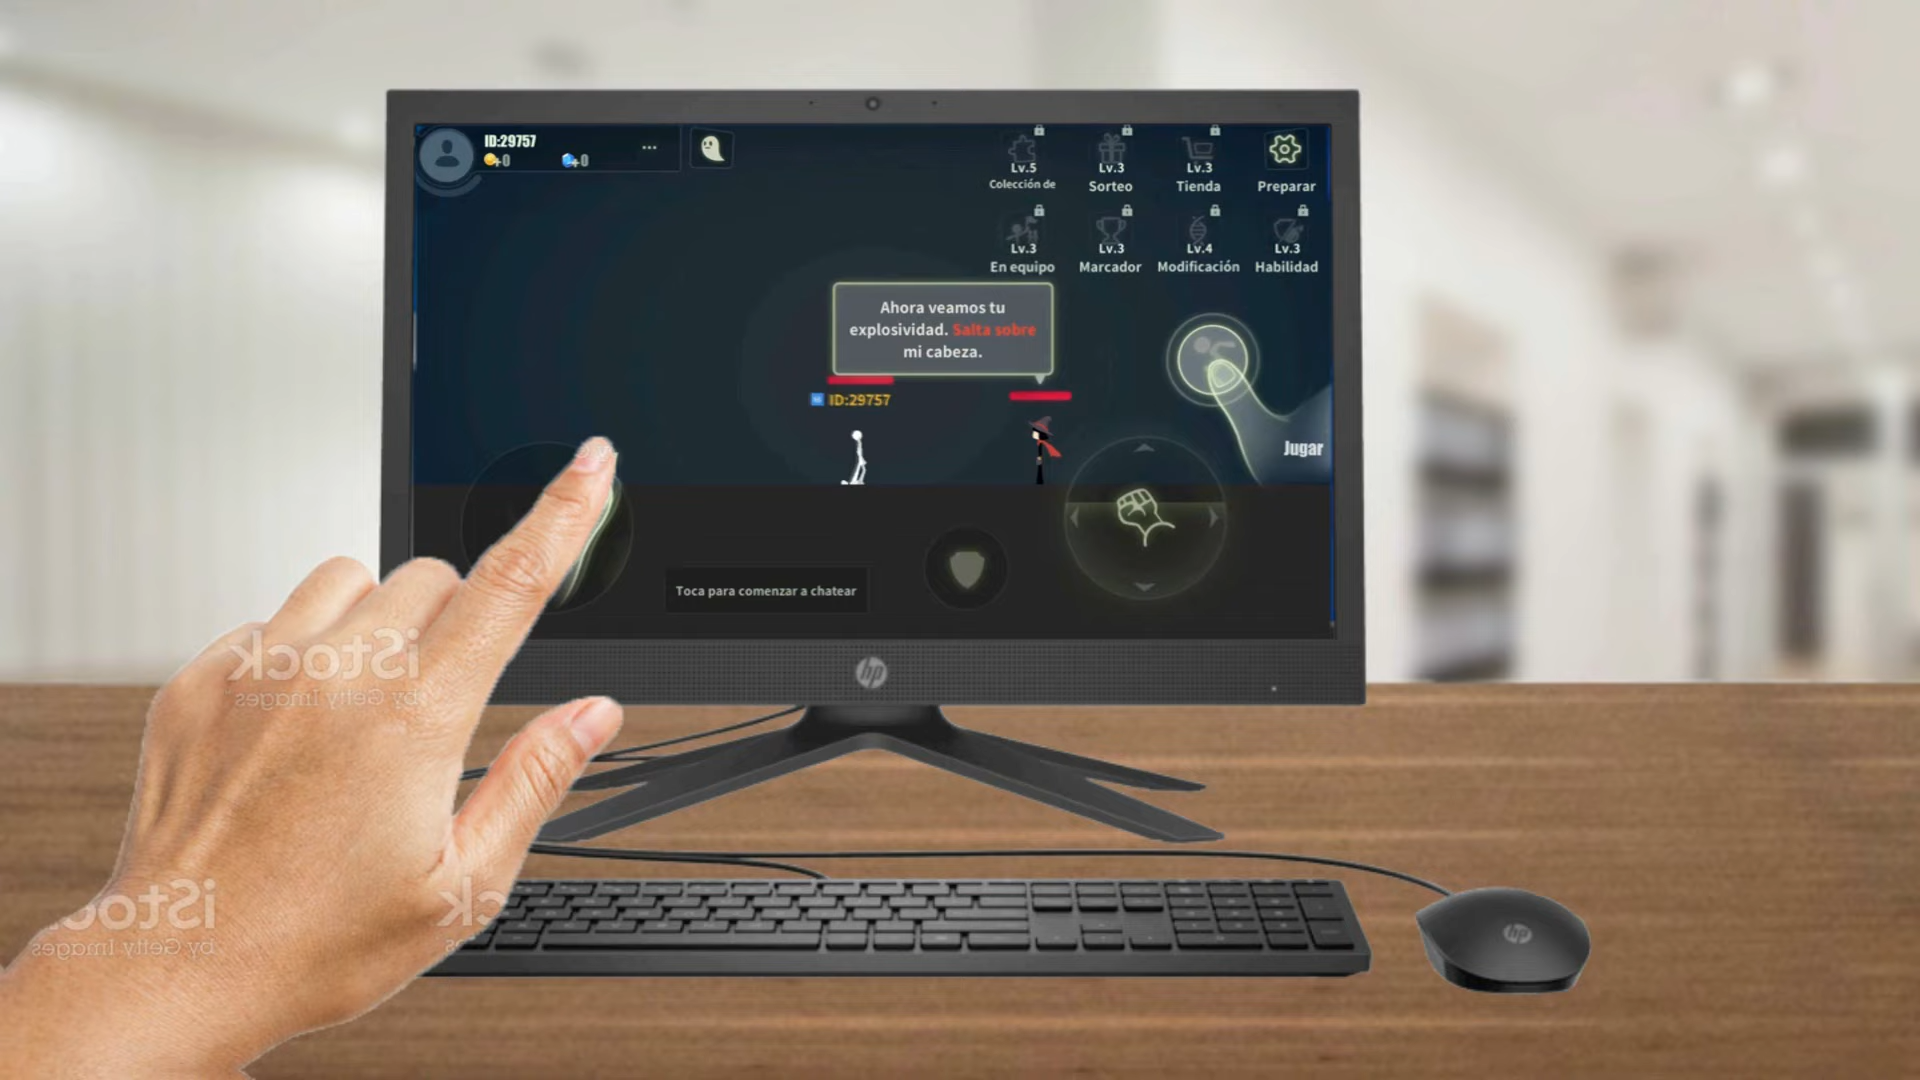 ID:29757
+0
+0
Lv.5
Colección de
Lv.3
Sorteo
Lv.3
Tienda
Preparar
Lv.3
En equipo
Lv.3
Marcador
Lv.4
Modificación
Lv.3
Habilidad
Ahora veamos tu
explosividad. Salta sobre
mi cabeza.
ID:29757
Jugar
Toca para comenzar a chatear
hp
iStock
by Getty Images
iStock
by Getty Images
hp